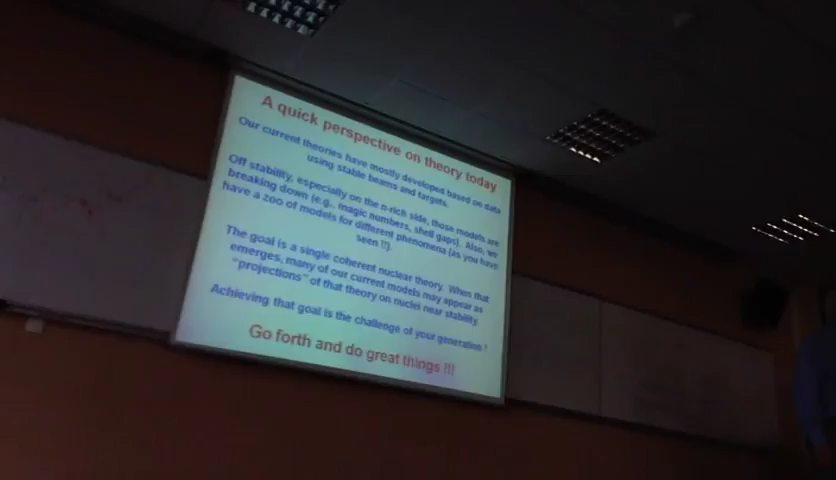 A quick perspective on theory today
Our current theories have mostly developed based on data
using stable beams and targets.
Off stability, especially on the n-rich side, those models are
breaking down (e.g., magic numbers, shell gaps). Also, we
have a zoo of models for different phenomena (as you have
seen !!).
The goal is a single coherent nuclear theory. When that
emerges, many of our current models may appear as
"projections" of that theory on nuclei near stability.
Achieving that goal is the challenge of your generation !
Go forth and do great things !!!